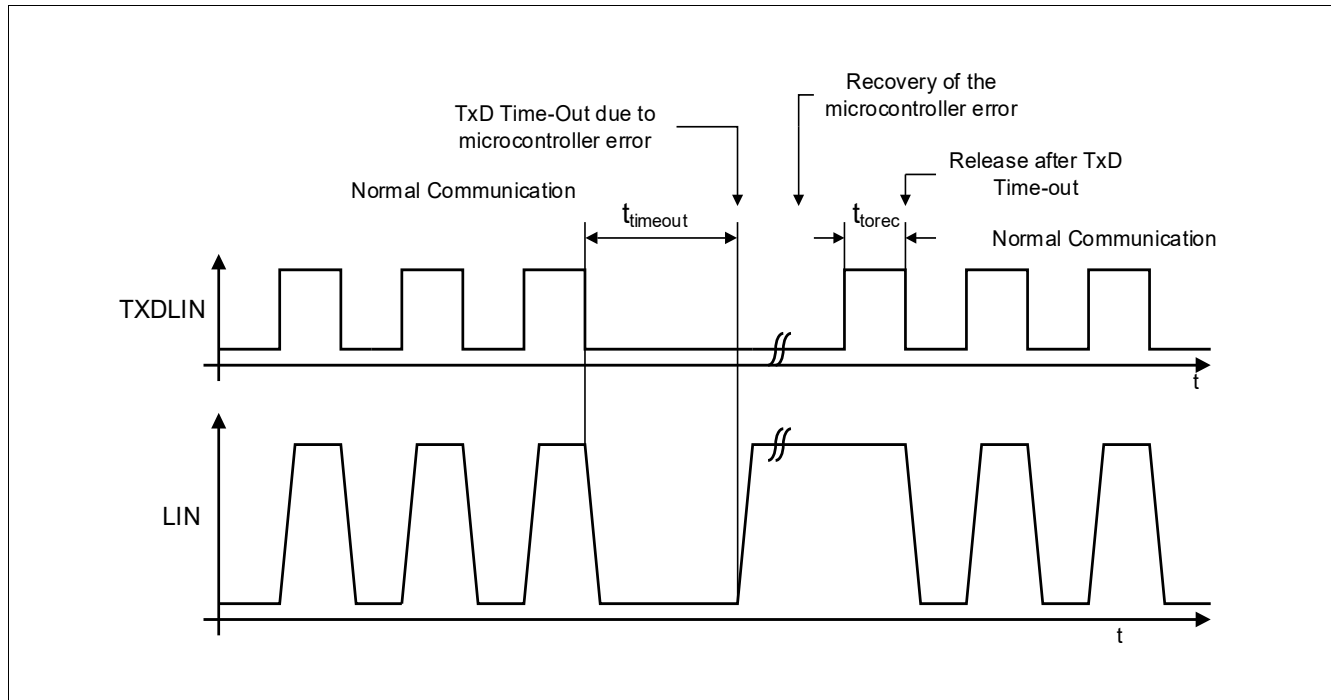 Recovery of the
microcontroller error
TxD Time-Out due to
microcontroller error
Release after TxD
Time-out
Normal Communication
t_timeout
t_torec
Normal Communication
TXDLIN
t
LIN
t